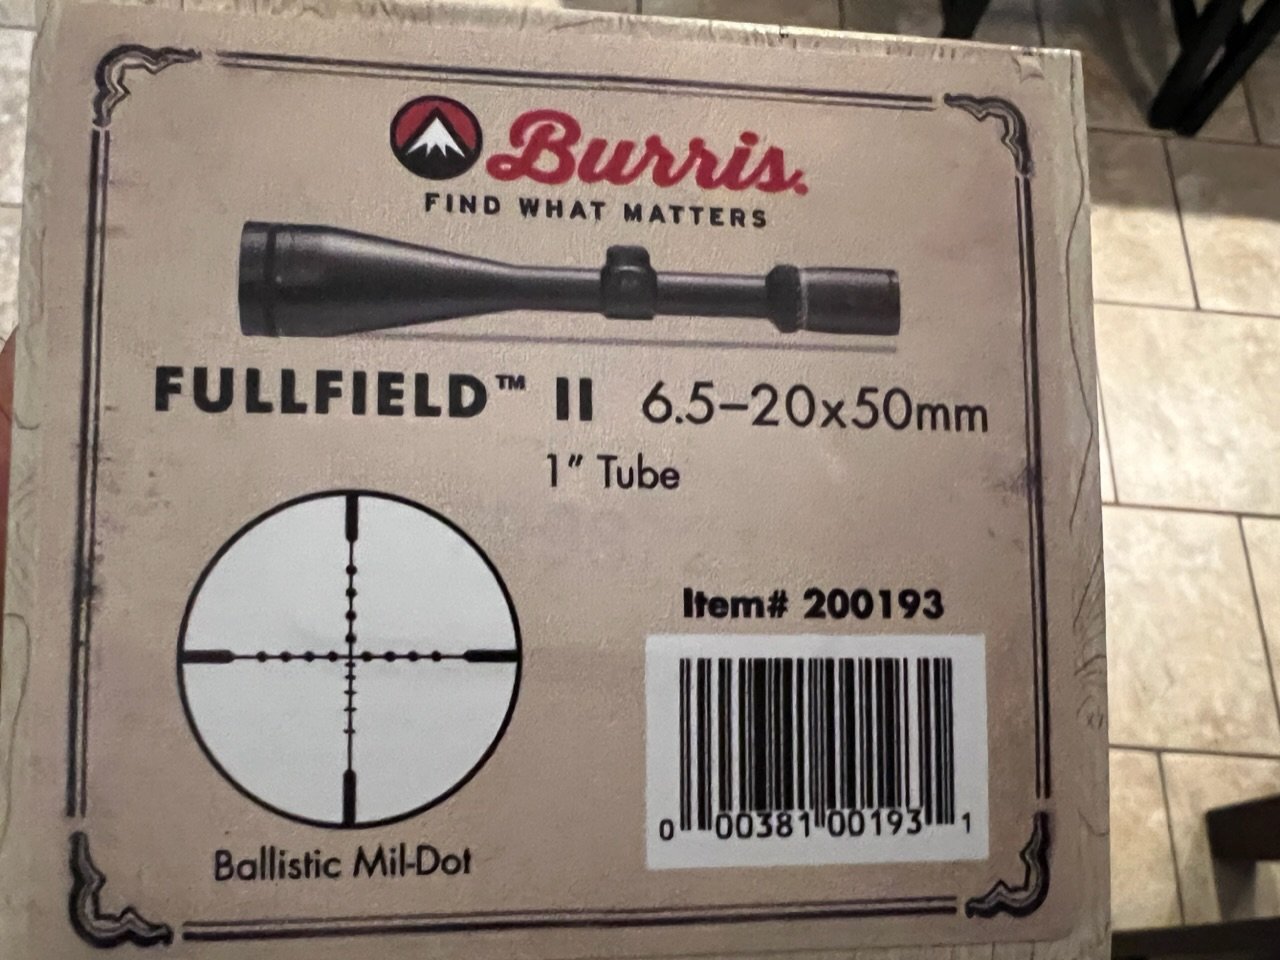 Burris.
FIND WHAT MATTERS
FULLFIELD™ II 6.5–20x50mm
1" Tube
Item# 200193
0 00381 00193 1
Ballistic Mil-Dot